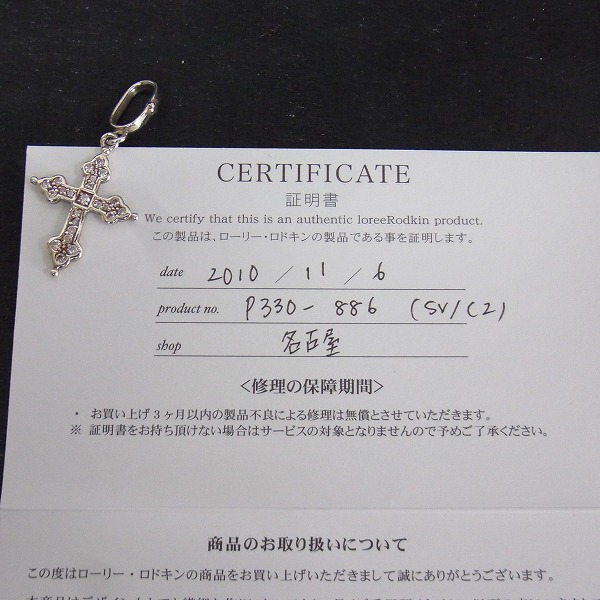 CERTIFICATE
証明書
We certify that this is an authentic loreeRodkin product.
この製品は、ローリー・ロドキンの製品である事を証明します。
date 2010 / 11 / 6
product no. P330-886 (SV/CZ)
shop 名古屋
<修理の保障期間>
・ お買い上げ3ヶ月以内の製品不良による修理は無償とさせていただきます。
※ 証明書をお持ち頂けない場合はサービスの対象となりませんので予めご了承ください。
商品のお取り扱いについて
この度はローリー・ロドキンの商品をお買い上げいただきまして誠にありがとうございます。